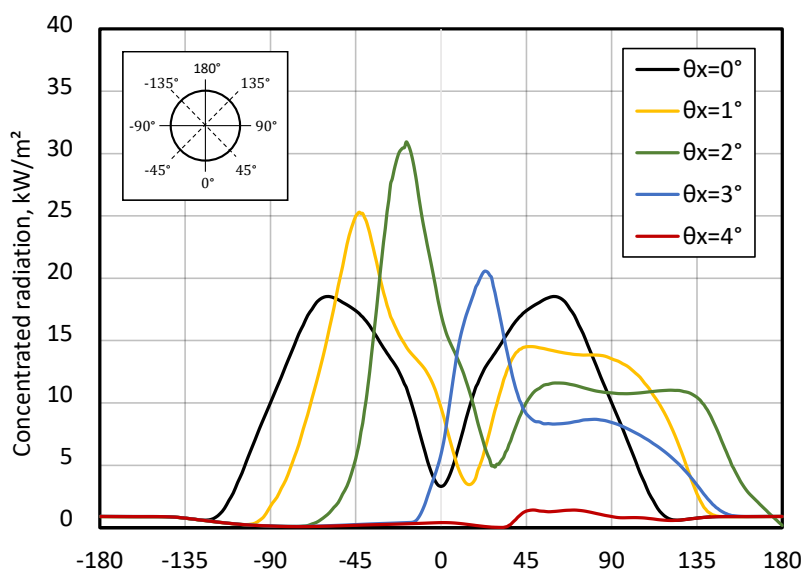 40
35
30
25
20
15
10
5
0
Concentrated radiation, kW/m²
180°
-135°
135°
-90°
90°
-45°
45°
0°
θx=0°
θx=1°
θx=2°
θx=3°
θx=4°
-180 -135 -90 -45 0 45 90 135 180